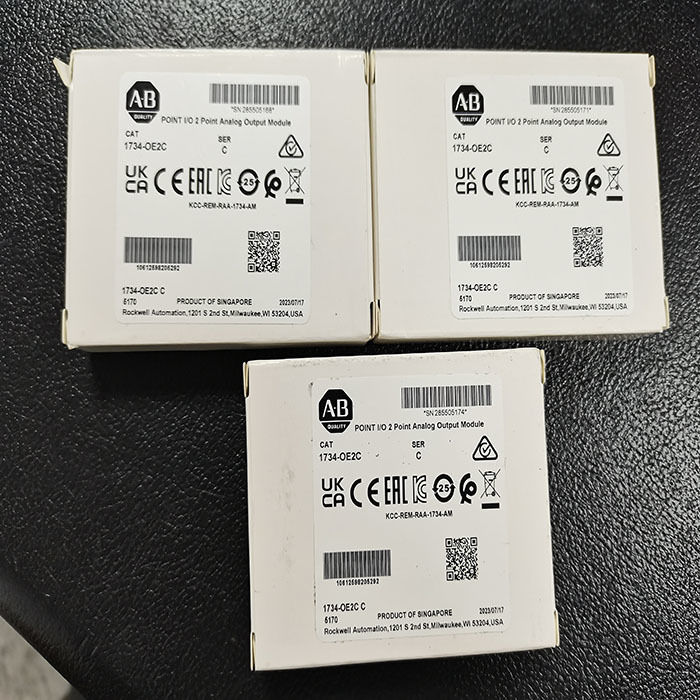 A-B
QUALITY
*SN 285505168*
POINT I/O 2 Point Analog Output Module
CAT
SER
1734-OE2C
C
UK
CA
CE
EAC
25
KCC-REM-RAA-1734-AM
10612598205292
1734-OE2C C
5170
PRODUCT OF SINGAPORE
2023/07/17
Rockwell Automation,1201 S 2nd St,Milwaukee,WI 53204,USA
A-B
QUALITY
*SN 285505171*
POINT I/O 2 Point Analog Output Module
CAT
SER
1734-OE2C
C
UK
CA
CE
EAC
25
KCC-REM-RAA-1734-AM
10612598205292
1734-OE2C C
5170
PRODUCT OF SINGAPORE
2023/07/17
Rockwell Automation,1201 S 2nd St,Milwaukee,WI 53204,USA
A-B
QUALITY
*SN 285505174*
POINT I/O 2 Point Analog Output Module
CAT
SER
1734-OE2C
C
UK
CA
CE
EAC
25
KCC-REM-RAA-1734-AM
10612598205292
1734-OE2C C
5170
PRODUCT OF SINGAPORE
2023/07/17
Rockwell Automation,1201 S 2nd St,Milwaukee,WI 53204,USA